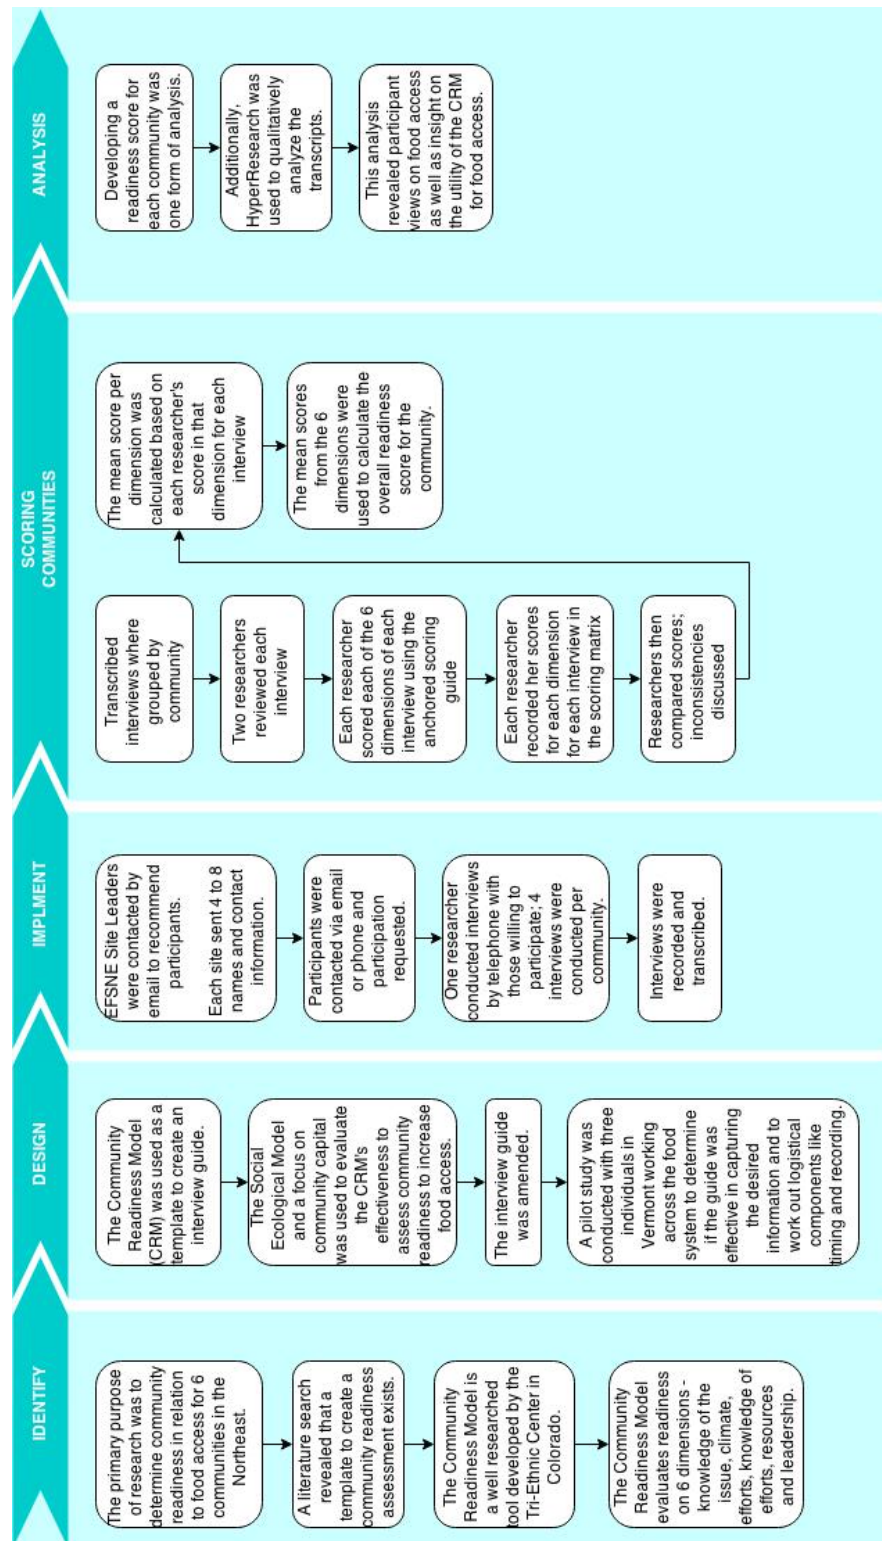 IDENTIFY
The primary purpose
of research was to
determine community
readiness in relation
to food access for 6
communities in the
Northeast.
A literature search
revealed that a
template to create a
community readiness
assessment exists.
The Community
Readiness Model is
a well researched
tool developed by the
Tri-Ethnic Center in
Colorado.
The Community
Readiness Model
evaluates readiness
on 6 dimensions -
knowledge of the
issue, climate,
efforts, knowledge of
efforts, resources
and leadership.
DESIGN
The Community
Readiness Model
(CRM) was used as a
template to create an
interview guide.
The Social
Ecological Model
and a focus on
community capital
was used to evaluate
the CRM's
effectiveness to
assess community
readiness to increase
food access.
The interview guide
was amended.
A pilot study was
conducted with three
individuals in
Vermont working
across the food
system to determine
if the guide was
effective in capturing
the desired
information and to
work out logistical
components like
timing and recording.
IMPLMENT
EFSNE Site Leaders
were contacted by
email to recommend
participants.
Each site sent 4 to 8
names and contact
information.
Participants were
contacted via email
or phone and
participation
requested.
One researcher
conducted interviews
by telephone with
those willing to
participate; 4
interviews were
conducted per
community.
Interviews were
recorded and
transcribed.
SCORING
COMMUNITIES
Transcribed
interviews where
grouped by
community
Two researchers
reviewed each
interview
Each researcher
scored each of the 6
dimensions of each
interview using the
anchored scoring
guide
Each researcher
recorded her scores
for each dimension
for each interview in
the scoring matrix
Researchers then
compared scores;
inconsistencies
discussed
The mean score per
dimension was
calculated based on
each researcher's
score in that
dimension for each
interview
The mean scores
from the 6
dimensions were
used to calculate the
overall readiness
score for the
community.
ANALYSIS
Developing a
readiness score for
each community was
one form of analysis.
Additionally,
HyperResearch was
used to qualitatively
analyze the
transcripts.
This analysis
revealed participant
views on food access
as well as insight on
the utility of the CRM
for food access.